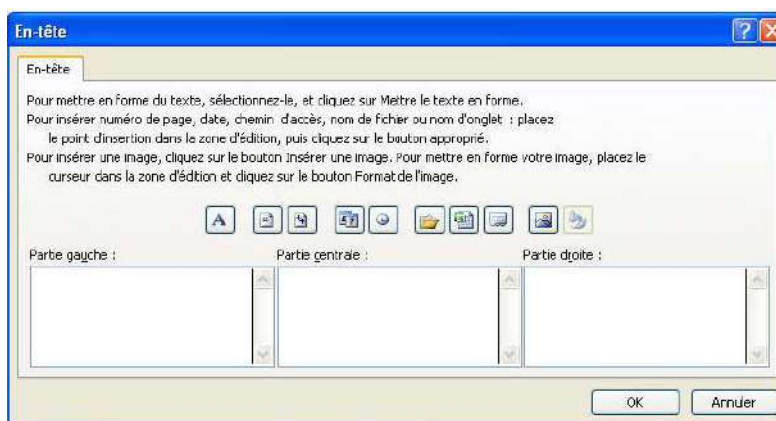 En-tête
En-tête
Pour mettre en forme du texte, sélectionnez-le, et cliquez sur Mettre le texte en forme.
Pour insérer numéro de page, date, chemin d'accès, nom de fichier ou nom d'onglet : placez
le point d'insertion dans la zone d'édition, puis cliquez sur le bouton approprié.
Pour insérer une image, cliquez sur le bouton Insérer une image. Pour mettre en forme votre image, placez le
curseur dans la zone d'édition et cliquez sur le bouton Format de l'image.
A
Partie gauche : Partie centrale : Partie droite :
OK Annuler